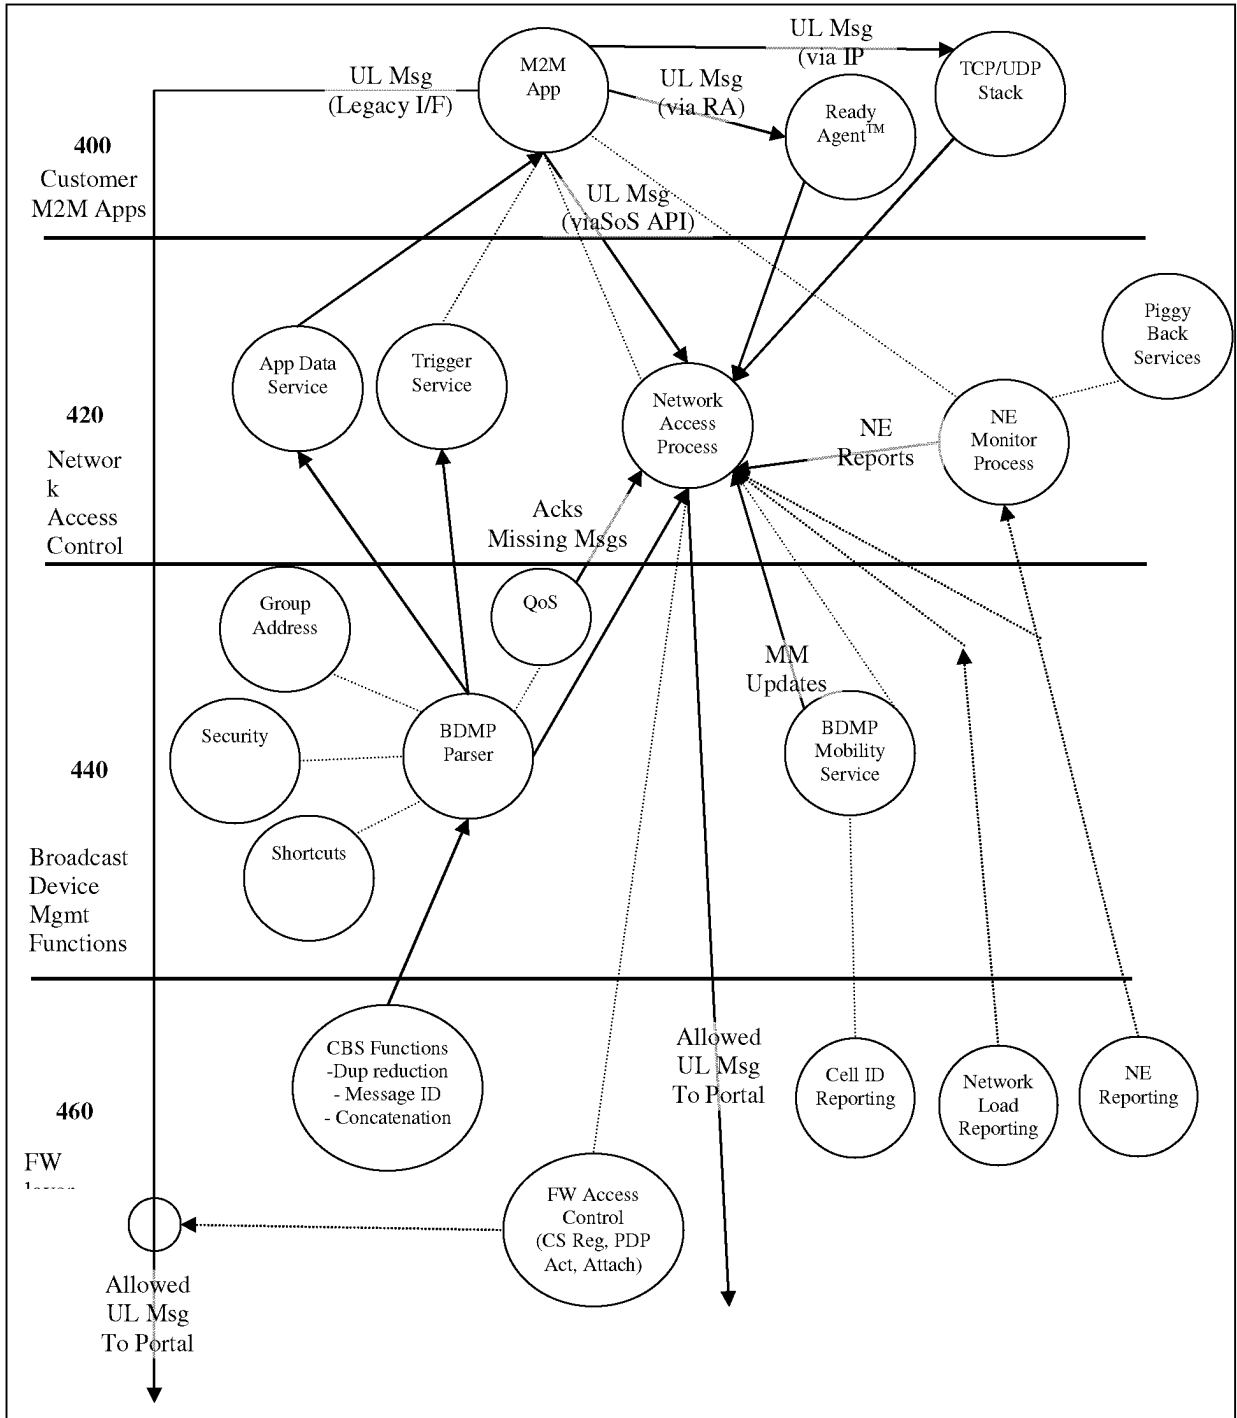 UL Msg
(via IP
M2M
App
TCP/UDP
Stack
UL Msg
(Legacy I/F)
UL Msg
(via RA)
Ready
Agent™
400
Customer
M2M Apps
UL Msg
(viaSoS API)
Piggy
Back
Services
App Data
Service
Trigger
Service
Network
Access
Process
NE
Reports
NE
Monitor
Process
420
Networ
k
Access
Control
Acks
Missing Msgs
Group
Address
QoS
MM
Updates
Security
BDMP
Parser
BDMP
Mobility
Service
440
Shortcuts
Broadcast
Device
Mgmt
Functions
CBS Functions
-Dup reduction
- Message ID
- Concatenation
Allowed
UL Msg
To Portal
Cell ID
Reporting
Network
Load
Reporting
NE
Reporting
460
FW
FW Access
Control
(CS Reg, PDP
Act, Attach)
Allowed
UL Msg
To Portal